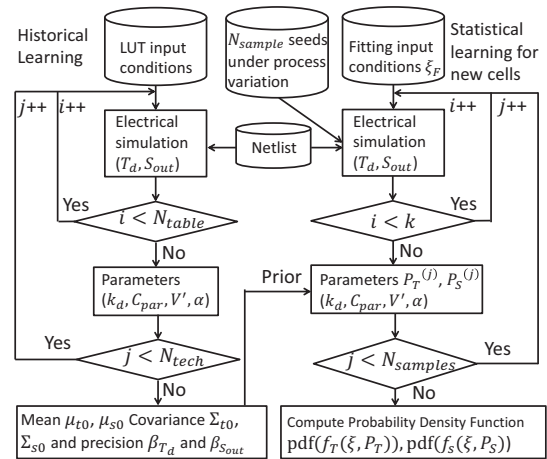 Historical
Learning
LUT input
conditions
N_sample seeds
under process
variation
Fitting input
conditions ξ_F
Statistical
learning for
new cells
j++
i++
i++
j++
Electrical
simulation
(T_d, S_out)
Netlist
Electrical
simulation
(T_d, S_out)
Yes
i < N_table
No
Yes
i < k
No
Parameters
(k_d, C_par, V′, α)
Prior
Parameters P_T^(j), P_S^(j)
(k_d, C_par, V′, α)
Yes
j < N_tech
No
Yes
j < N_samples
No
Mean μ_t0, μ_s0 Covariance Σ_t0,
Σ_s0 and precision β_T_d and β_S_out
Compute Probability Density Function
pdf(f_T(ξ, P_T)), pdf(f_s(ξ, P_S))